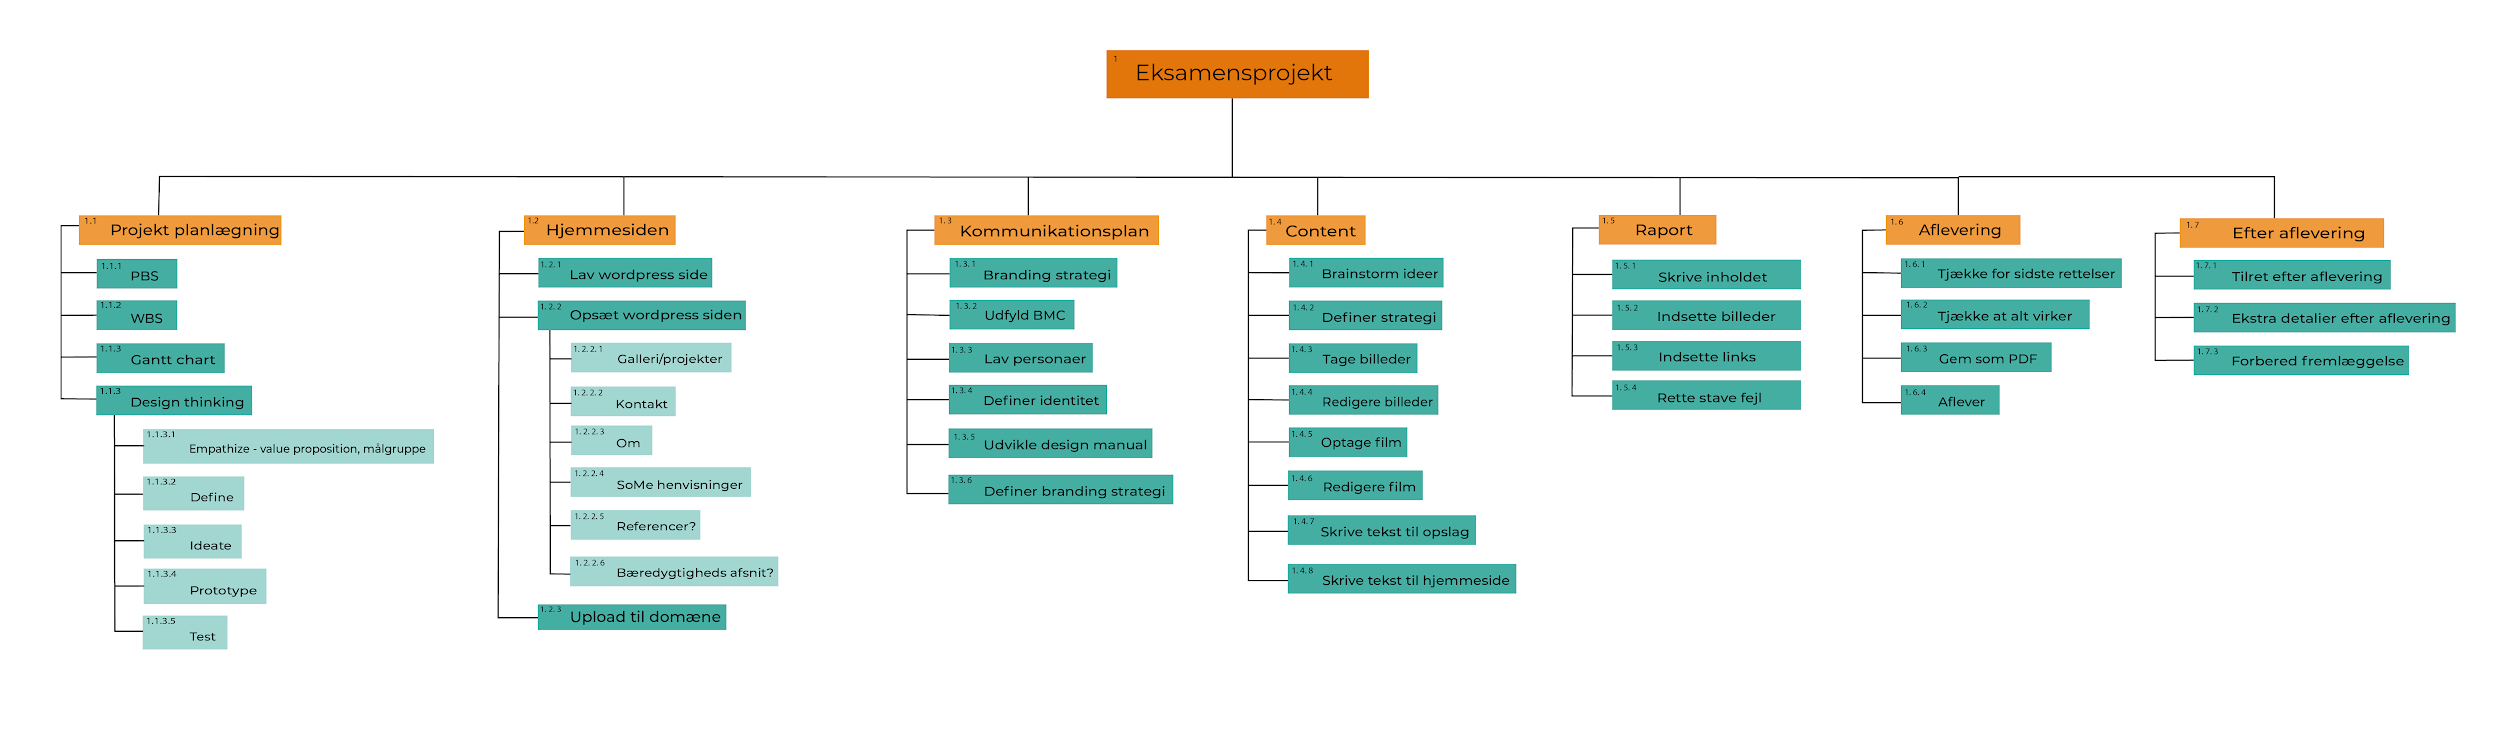 1
Eksamensprojekt
1.1
Projekt planlægning
1.1.1
PBS
1.1.2
WBS
1.1.3
Gantt chart
1.1.3
Design thinking
1.1.3.1
Empathize - value proposition, målgruppe
1.1.3.2
Define
1.1.3.3
Ideate
1.1.3.4
Prototype
1.1.3.5
Test
1.2
Hjemmesiden
1.2.1
Lav wordpress side
1.2.2
Opsæt wordpress siden
1.2.2.1
Galleri/projekter
1.2.2.2
Kontakt
1.2.2.3
Om
1.2.2.4
SoMe henvisninger
1.2.2.5
Referencer?
1.2.2.6
Bæredygtigheds afsnit?
1.2.3
Upload til domæne
1.3
Kommunikationsplan
1.3.1
Branding strategi
1.3.2
Udfyld BMC
1.3.3
Lav personaer
1.3.4
Definer identitet
1.3.5
Udvikle design manual
1.3.6
Definer branding strategi
1.4
Content
1.4.1
Brainstorm ideer
1.4.2
Definer strategi
1.4.3
Tage billeder
1.4.4
Redigere billeder
1.4.5
Optage film
1.4.6
Redigere film
1.4.7
Skrive tekst til opslag
1.4.8
Skrive tekst til hjemmeside
1.5
Raport
1.5.1
Skrive inholdet
1.5.2
Indsette billeder
1.5.3
Indsette links
1.5.4
Rette stave fejl
1.6
Aflevering
1.6.1
Tjække for sidste rettelser
1.6.2
Tjække at alt virker
1.6.3
Gem som PDF
1.6.4
Aflever
1.7
Efter aflevering
1.7.1
Tilret efter aflevering
1.7.2
Ekstra detalier efter aflevering
1.7.3
Forbered fremlæggelse